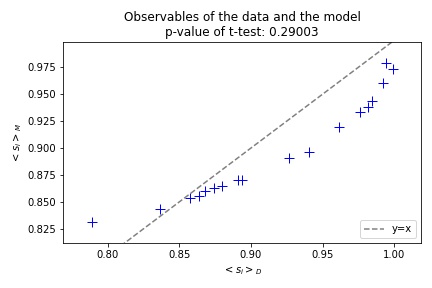 Observables of the data and the model
p-value of t-test: 0.29003
0.975
0.950
0.925
0.900
0.875
0.850
0.825
< s_i >_M
y=x
0.80
0.85
0.90
0.95
1.00
< s_i >_D